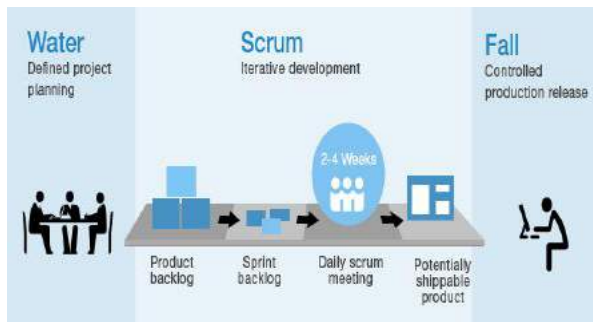 Water
Defined project
planning
Scrum
Iterative development
Fall
Controlled
production release
2-4 Weeks
Product
backlog
Sprint
backlog
Daily scrum
meeting
Potentially
shippable
product